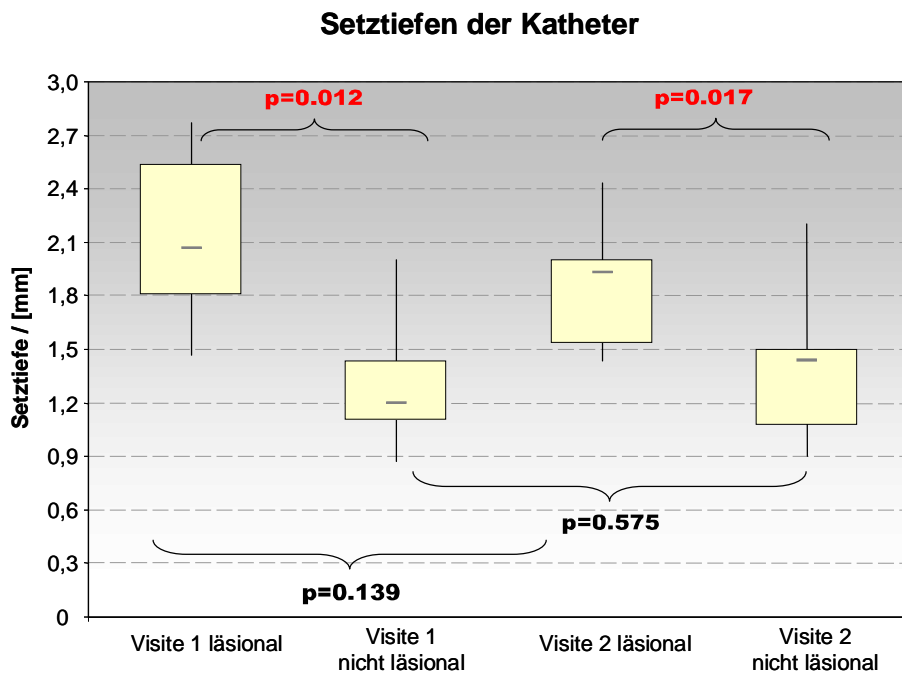 Setztiefen der Katheter
Setztiefe / [mm]
3,0
2,7
2,4
2,1
1,8
1,5
1,2
0,9
0,6
0,3
0
p=0.012
p=0.017
p=0.575
p=0.139
Visite 1 läsional
Visite 1
nicht läsional
Visite 2 läsional
Visite 2
nicht läsional